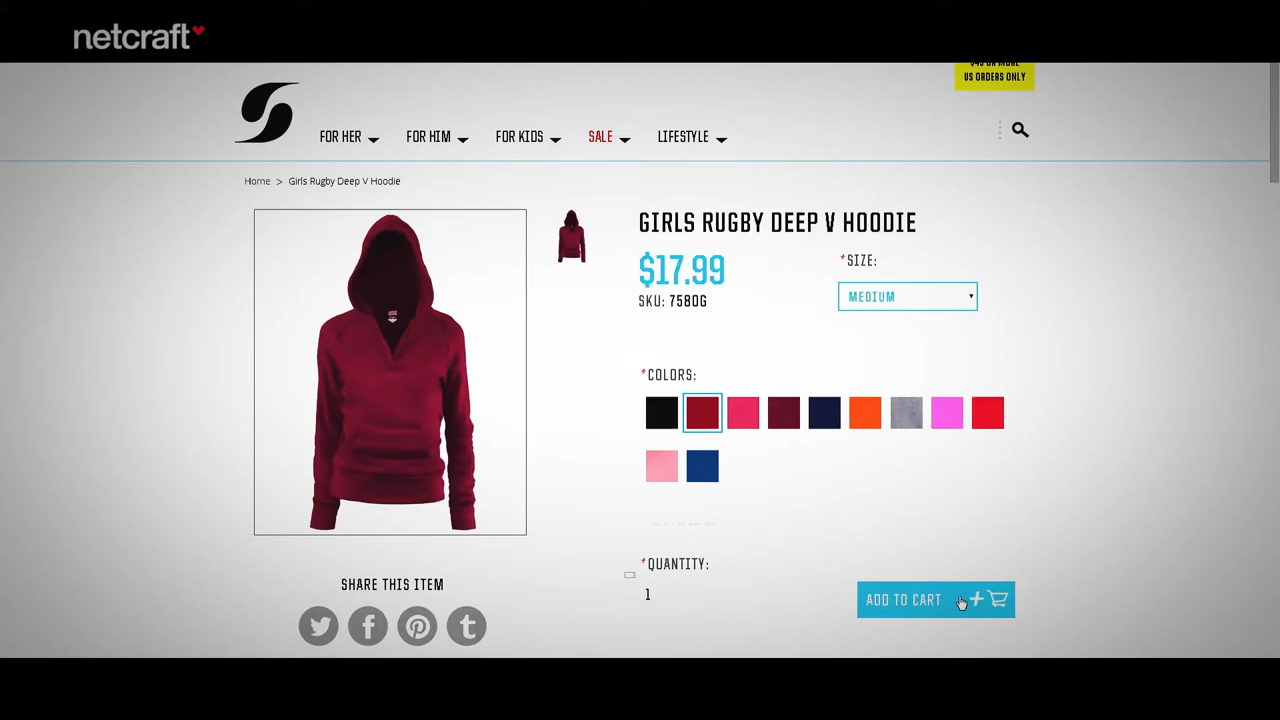 netcraft
US ORDERS ONLY
FOR HER
FOR HIM
FOR KIDS
SALE
LIFESTYLE
Home > Girls Rugby Deep V Hoodie
GIRLS RUGBY DEEP V HOODIE
$17.99
SKU: 7580G
*SIZE:
MEDIUM
*COLORS:
*QUANTITY:
1
ADD TO CART
SHARE THIS ITEM